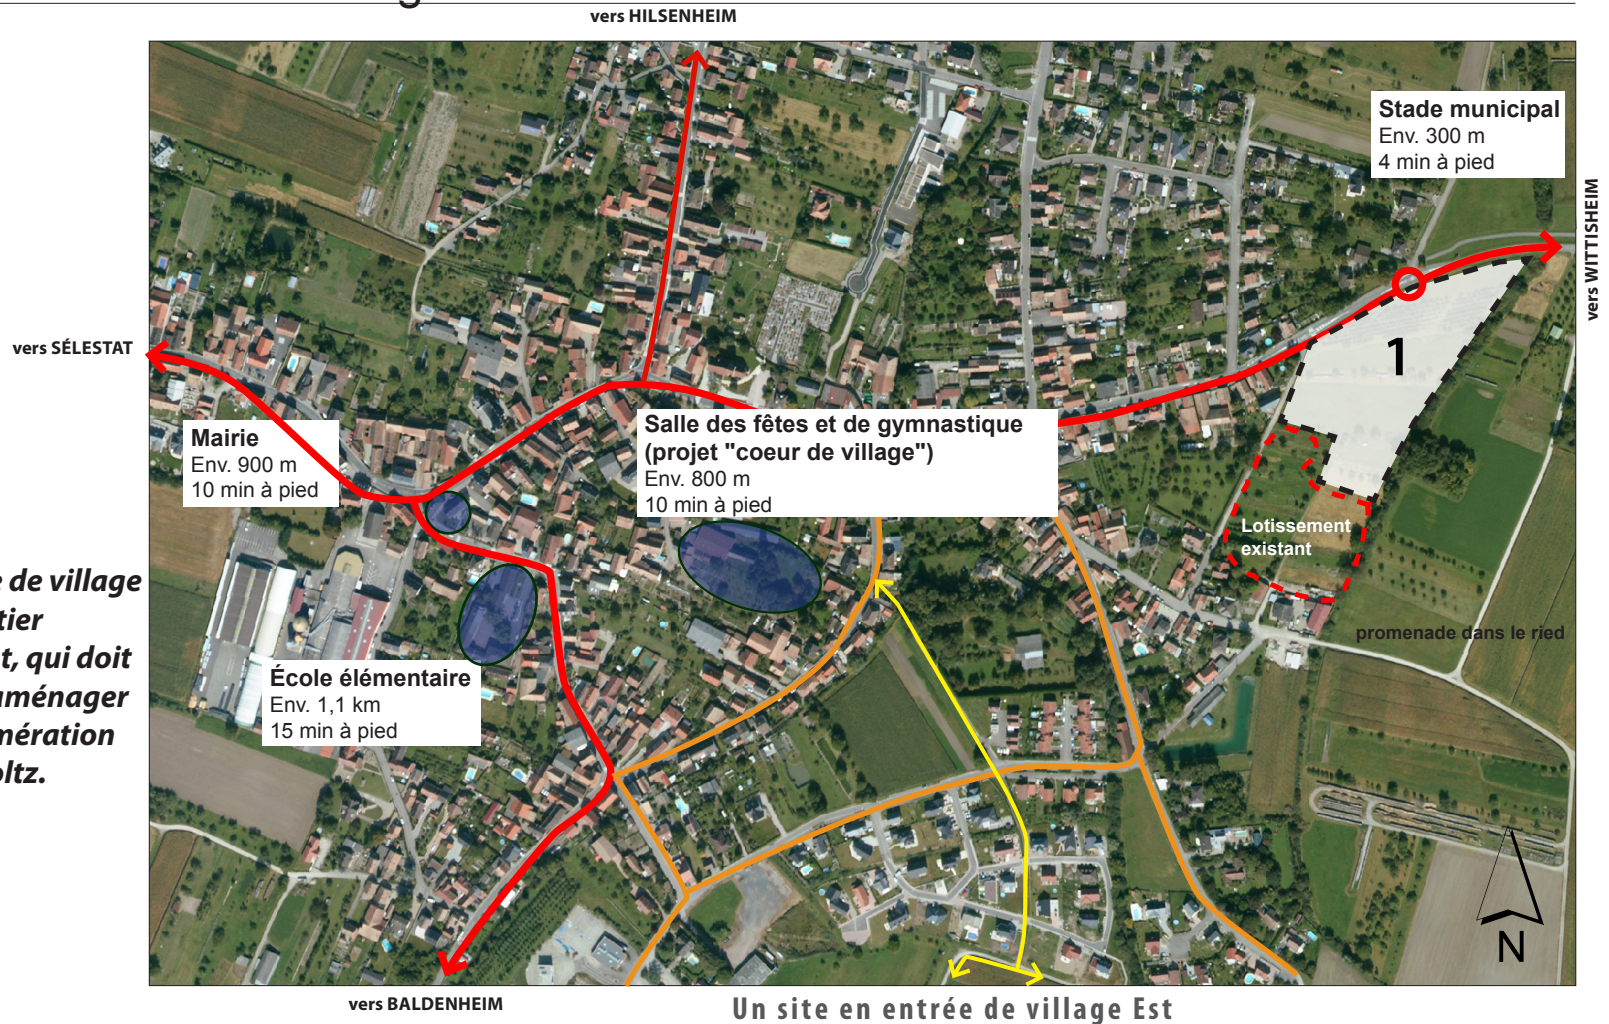 vers HILSENHEIM
Stade municipal
Env. 300 m
4 min à pied
vers WITTISHEIM
vers SÉLESTAT
1
Salle des fêtes et de gymnastique
(projet "coeur de village")
Env. 800 m
10 min à pied
Mairie
Env. 900 m
10 min à pied
Lotissement
existant
de village
tier
t, qui doit
ménager
mération
oltz.
promenade dans le ried
École élémentaire
Env. 1,1 km
15 min à pied
N
vers BALDENHEIM
Un site en entrée de village Est